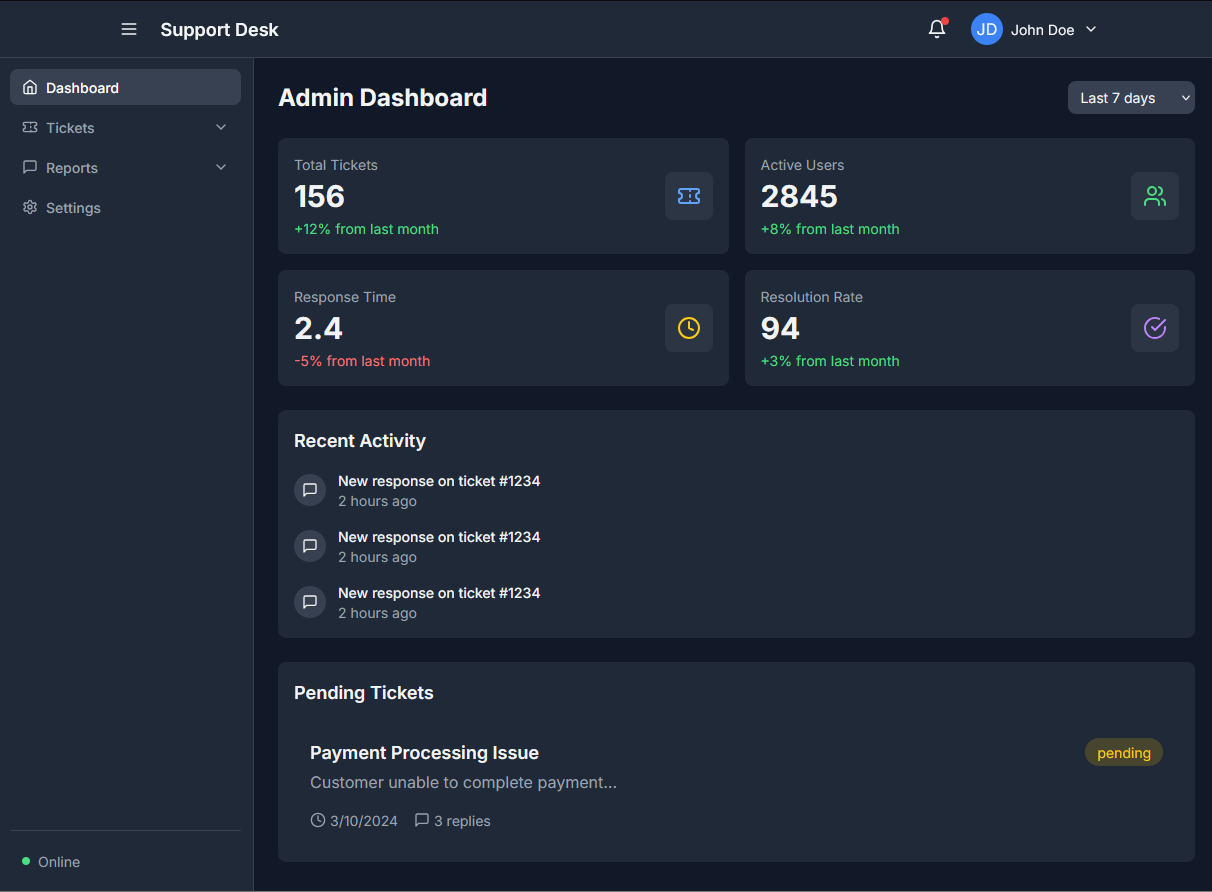 Support Desk
JD John Doe
Dashboard
Tickets
Reports
Settings
Online
Admin Dashboard
Last 7 days
Total Tickets
156
+12% from last month
Active Users
2845
+8% from last month
Response Time
2.4
-5% from last month
Resolution Rate
94
+3% from last month
Recent Activity
New response on ticket #1234
2 hours ago
New response on ticket #1234
2 hours ago
New response on ticket #1234
2 hours ago
Pending Tickets
Payment Processing Issue
pending
Customer unable to complete payment...
3/10/2024 3 replies